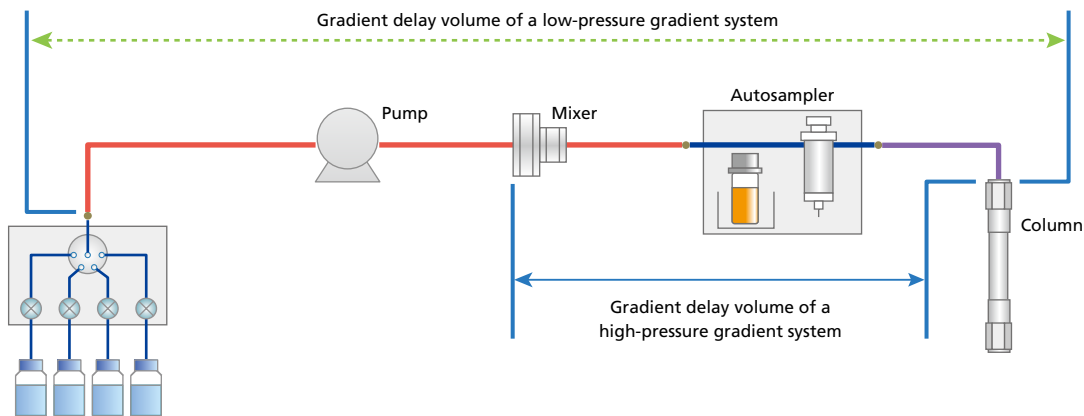 Gradient delay volume of a low-pressure gradient system
Pump
Mixer
Autosampler
Column
Gradient delay volume of a
high-pressure gradient system